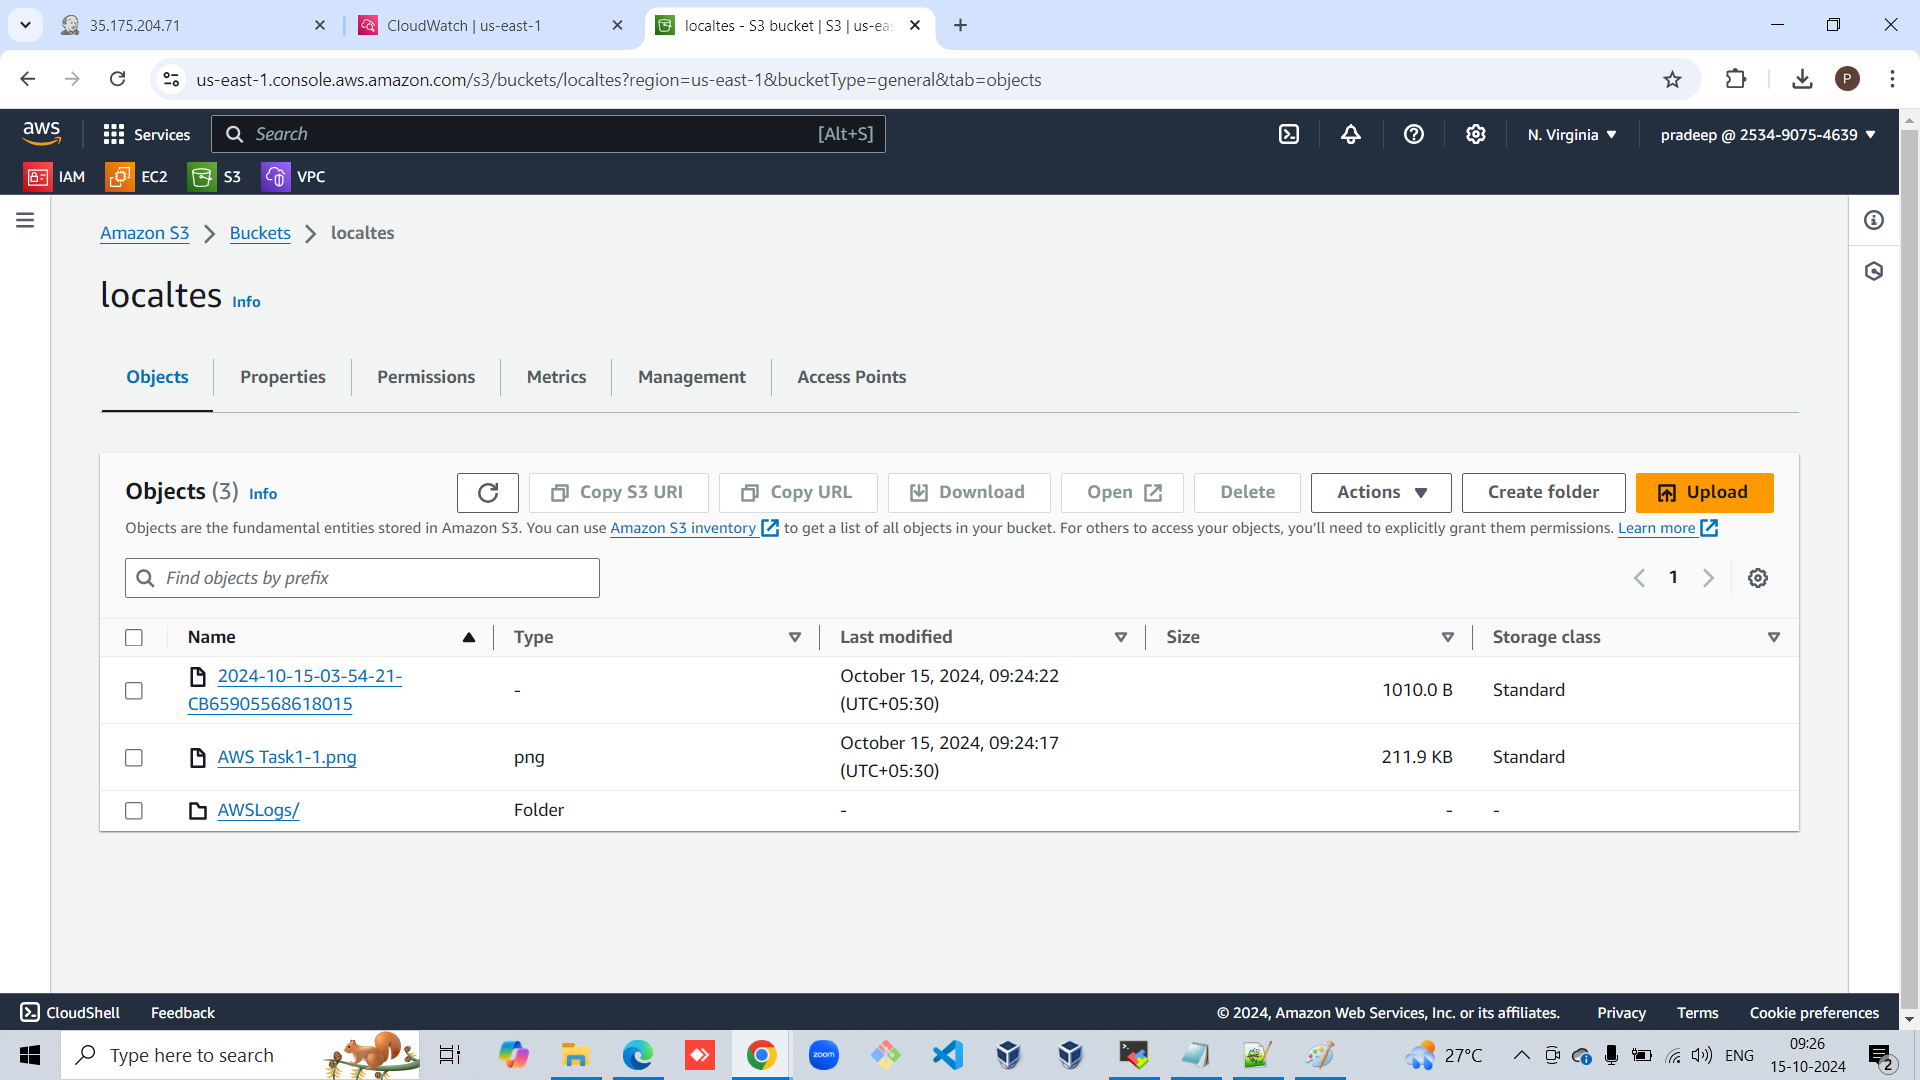 35.175.204.71
CloudWatch | us-east-1
localtes - S3 bucket | S3 | us-eas
us-east-1.console.aws.amazon.com/s3/buckets/localtes?region=us-east-1&bucketType=general&tab=objects
P
aws
Services
Search
[Alt+S]
N. Virginia
pradeep @ 2534-9075-4639
IAM
EC2
S3
VPC
Amazon S3
Buckets
localtes
localtes Info
Objects
Properties
Permissions
Metrics
Management
Access Points
Objects (3) Info
Copy S3 URI
Copy URL
Download
Open
Delete
Actions
Create folder
Upload
Objects are the fundamental entities stored in Amazon S3. You can use Amazon S3 inventory to get a list of all objects in your bucket. For others to access your objects, you'll need to explicitly grant them permissions. Learn more
Find objects by prefix
1
Name
Type
Last modified
Size
Storage class
2024-10-15-03-54-21-
CB65905568618015
-
October 15, 2024, 09:24:22
(UTC+05:30)
1010.0 B
Standard
AWS Task1-1.png
png
October 15, 2024, 09:24:17
(UTC+05:30)
211.9 KB
Standard
AWSLogs/
Folder
-
-
-
CloudShell
Feedback
© 2024, Amazon Web Services, Inc. or its affiliates.
Privacy
Terms
Cookie preferences
Type here to search
zoom
27°C
ENG
09:26
15-10-2024
2